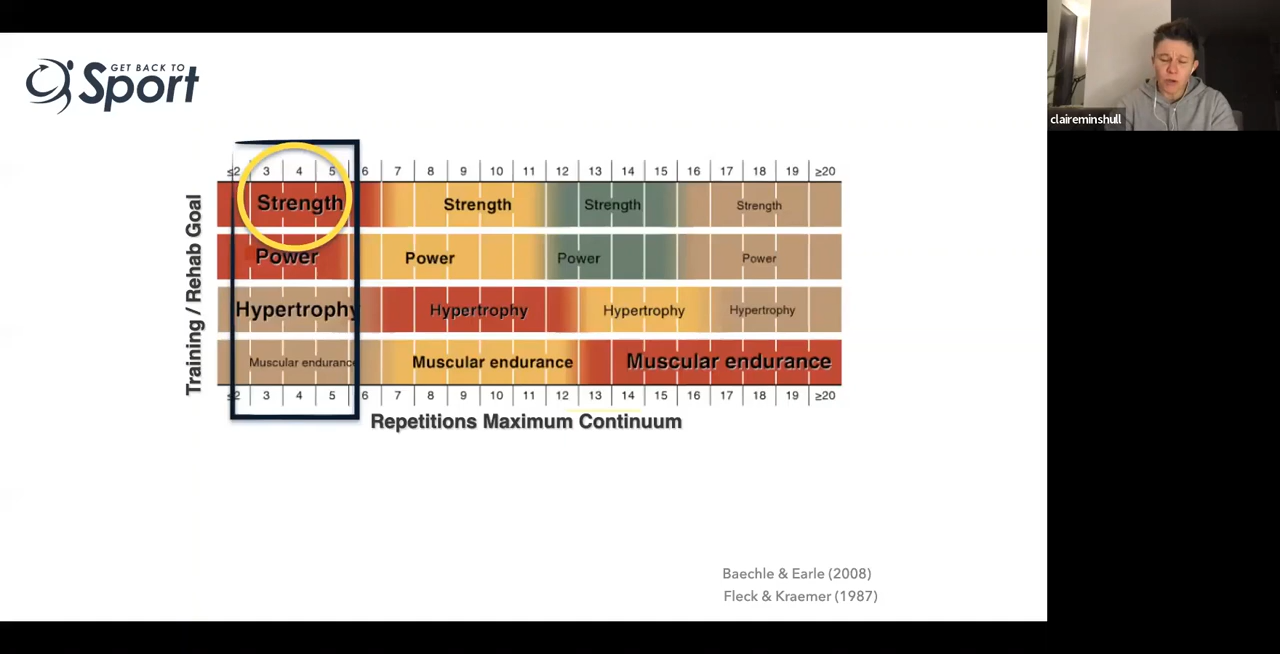 GET BACK TO
Sport
claireminshull
≤2 3 4 5 6 7 8 9 10 11 12 13 14 15 16 17 18 19 ≥20
Training / Rehab Goal
Strength Strength Strength Strength
Power Power Power Power
Hypertrophy Hypertrophy Hypertrophy Hypertrophy
Muscular endurance Muscular endurance Muscular endurance
≤2 3 4 5 6 7 8 9 10 11 12 13 14 15 16 17 18 19 ≥20
Repetitions Maximum Continuum
Baechle & Earle (2008)
Fleck & Kraemer (1987)